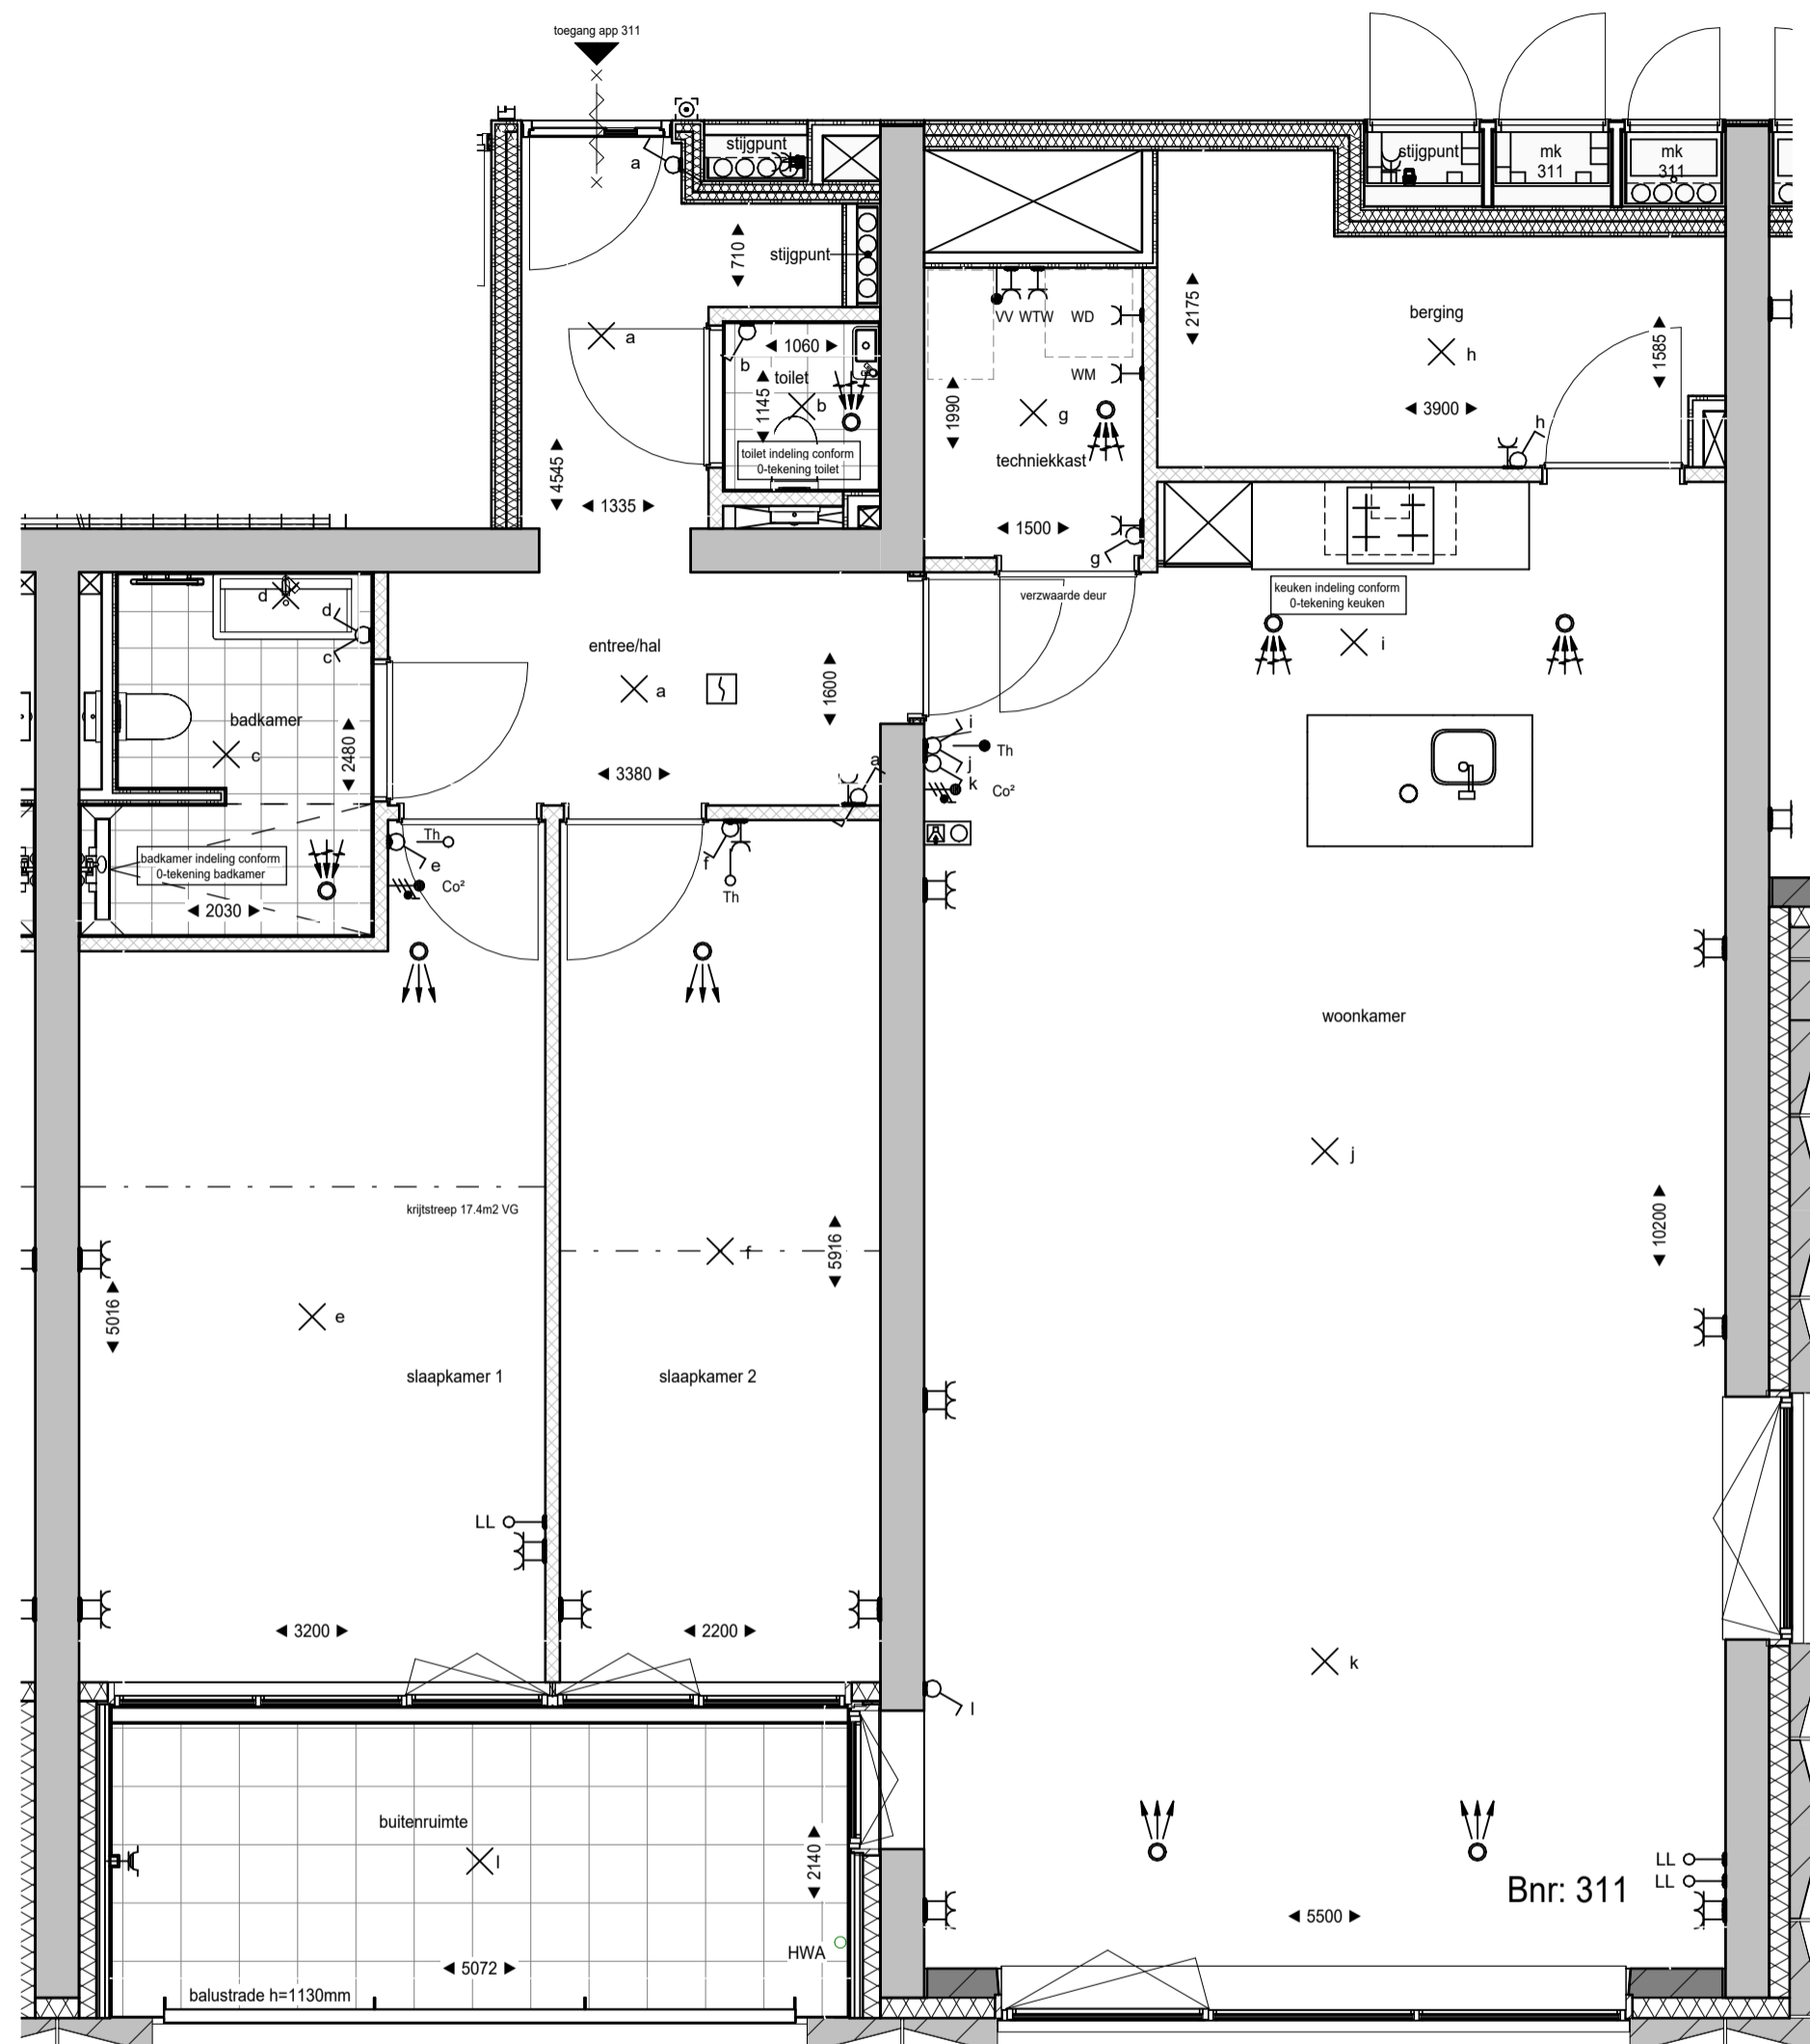 toegang app 311
a
stijgpunt
stijgpunt
mk
311
mk
311
710
stijgpunt
a
1060
b
toilet
1145
b
toilet indeling conform
0-tekening toilet
4545
1335
VV WTW WD
WM
1990
g
techniekkast
1500
g
2175
berging
h
1585
3900
h
verzwaarde deur
keuken indeling conform
0-tekening keuken
i
d
d
c
badkamer
c
2480
entree/hal
a
1600
3380
a
i
Th
j
k
Co²
badkamer indeling conform
0-tekening badkamer
2030
Th
e
Co²
f
Th
woonkamer
j
krijtstreep 17.4m2 VG
f
5916
10200
5016
e
slaapkamer 1
slaapkamer 2
LL
3200
2200
k
l
buitenruimte
l
2140
LL
LL
Bnr: 311
5500
HWA
5072
balustrade h=1130mm